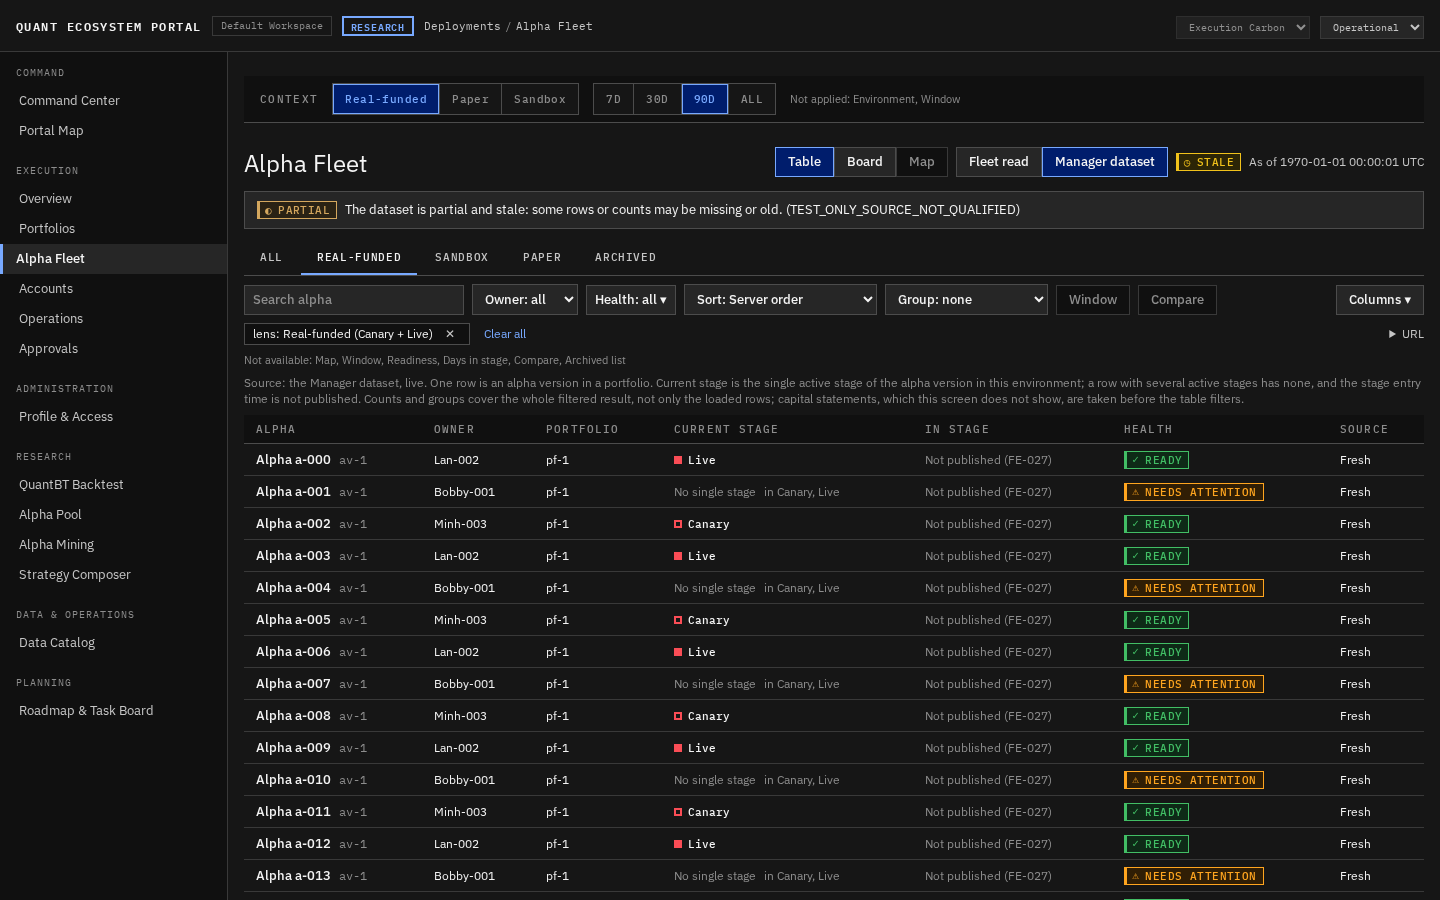 QUANT ECOSYSTEM PORTAL Default Workspace RESEARCH Deployments / Alpha Fleet Execution Carbon Operational
COMMAND
Command Center
Portal Map
EXECUTION
Overview
Portfolios
Alpha Fleet
Accounts
Operations
Approvals
ADMINISTRATION
Profile & Access
RESEARCH
QuantBT Backtest
Alpha Pool
Alpha Mining
Strategy Composer
DATA & OPERATIONS
Data Catalog
PLANNING
Roadmap & Task Board
CONTEXT Real-funded Paper Sandbox 7D 30D 90D ALL Not applied: Environment, Window
Alpha Fleet Table Board Map Fleet read Manager dataset ◷ STALE As of 1970-01-01 00:00:01 UTC
◐ PARTIAL The dataset is partial and stale: some rows or counts may be missing or old. (TEST_ONLY_SOURCE_NOT_QUALIFIED)
ALL REAL-FUNDED SANDBOX PAPER ARCHIVED
Search alpha Owner: all Health: all ▾ Sort: Server order Group: none Window Compare Columns ▾
lens: Real-funded (Canary + Live) ✕ Clear all ▶ URL
Not available: Map, Window, Readiness, Days in stage, Compare, Archived list
Source: the Manager dataset, live. One row is an alpha version in a portfolio. Current stage is the single active stage of the alpha version in this environment; a row with several active stages has none, and the stage entry
time is not published. Counts and groups cover the whole filtered result, not only the loaded rows; capital statements, which this screen does not show, are taken before the table filters.
ALPHA OWNER PORTFOLIO CURRENT STAGE IN STAGE HEALTH SOURCE
Alpha a-000 av-1 Lan-002 pf-1 Live Not published (FE-027) ✓ READY Fresh
Alpha a-001 av-1 Bobby-001 pf-1 No single stage in Canary, Live Not published (FE-027) ⚠ NEEDS ATTENTION Fresh
Alpha a-002 av-1 Minh-003 pf-1 Canary Not published (FE-027) ✓ READY Fresh
Alpha a-003 av-1 Lan-002 pf-1 Live Not published (FE-027) ✓ READY Fresh
Alpha a-004 av-1 Bobby-001 pf-1 No single stage in Canary, Live Not published (FE-027) ⚠ NEEDS ATTENTION Fresh
Alpha a-005 av-1 Minh-003 pf-1 Canary Not published (FE-027) ✓ READY Fresh
Alpha a-006 av-1 Lan-002 pf-1 Live Not published (FE-027) ✓ READY Fresh
Alpha a-007 av-1 Bobby-001 pf-1 No single stage in Canary, Live Not published (FE-027) ⚠ NEEDS ATTENTION Fresh
Alpha a-008 av-1 Minh-003 pf-1 Canary Not published (FE-027) ✓ READY Fresh
Alpha a-009 av-1 Lan-002 pf-1 Live Not published (FE-027) ✓ READY Fresh
Alpha a-010 av-1 Bobby-001 pf-1 No single stage in Canary, Live Not published (FE-027) ⚠ NEEDS ATTENTION Fresh
Alpha a-011 av-1 Minh-003 pf-1 Canary Not published (FE-027) ✓ READY Fresh
Alpha a-012 av-1 Lan-002 pf-1 Live Not published (FE-027) ✓ READY Fresh
Alpha a-013 av-1 Bobby-001 pf-1 No single stage in Canary, Live Not published (FE-027) ⚠ NEEDS ATTENTION Fresh